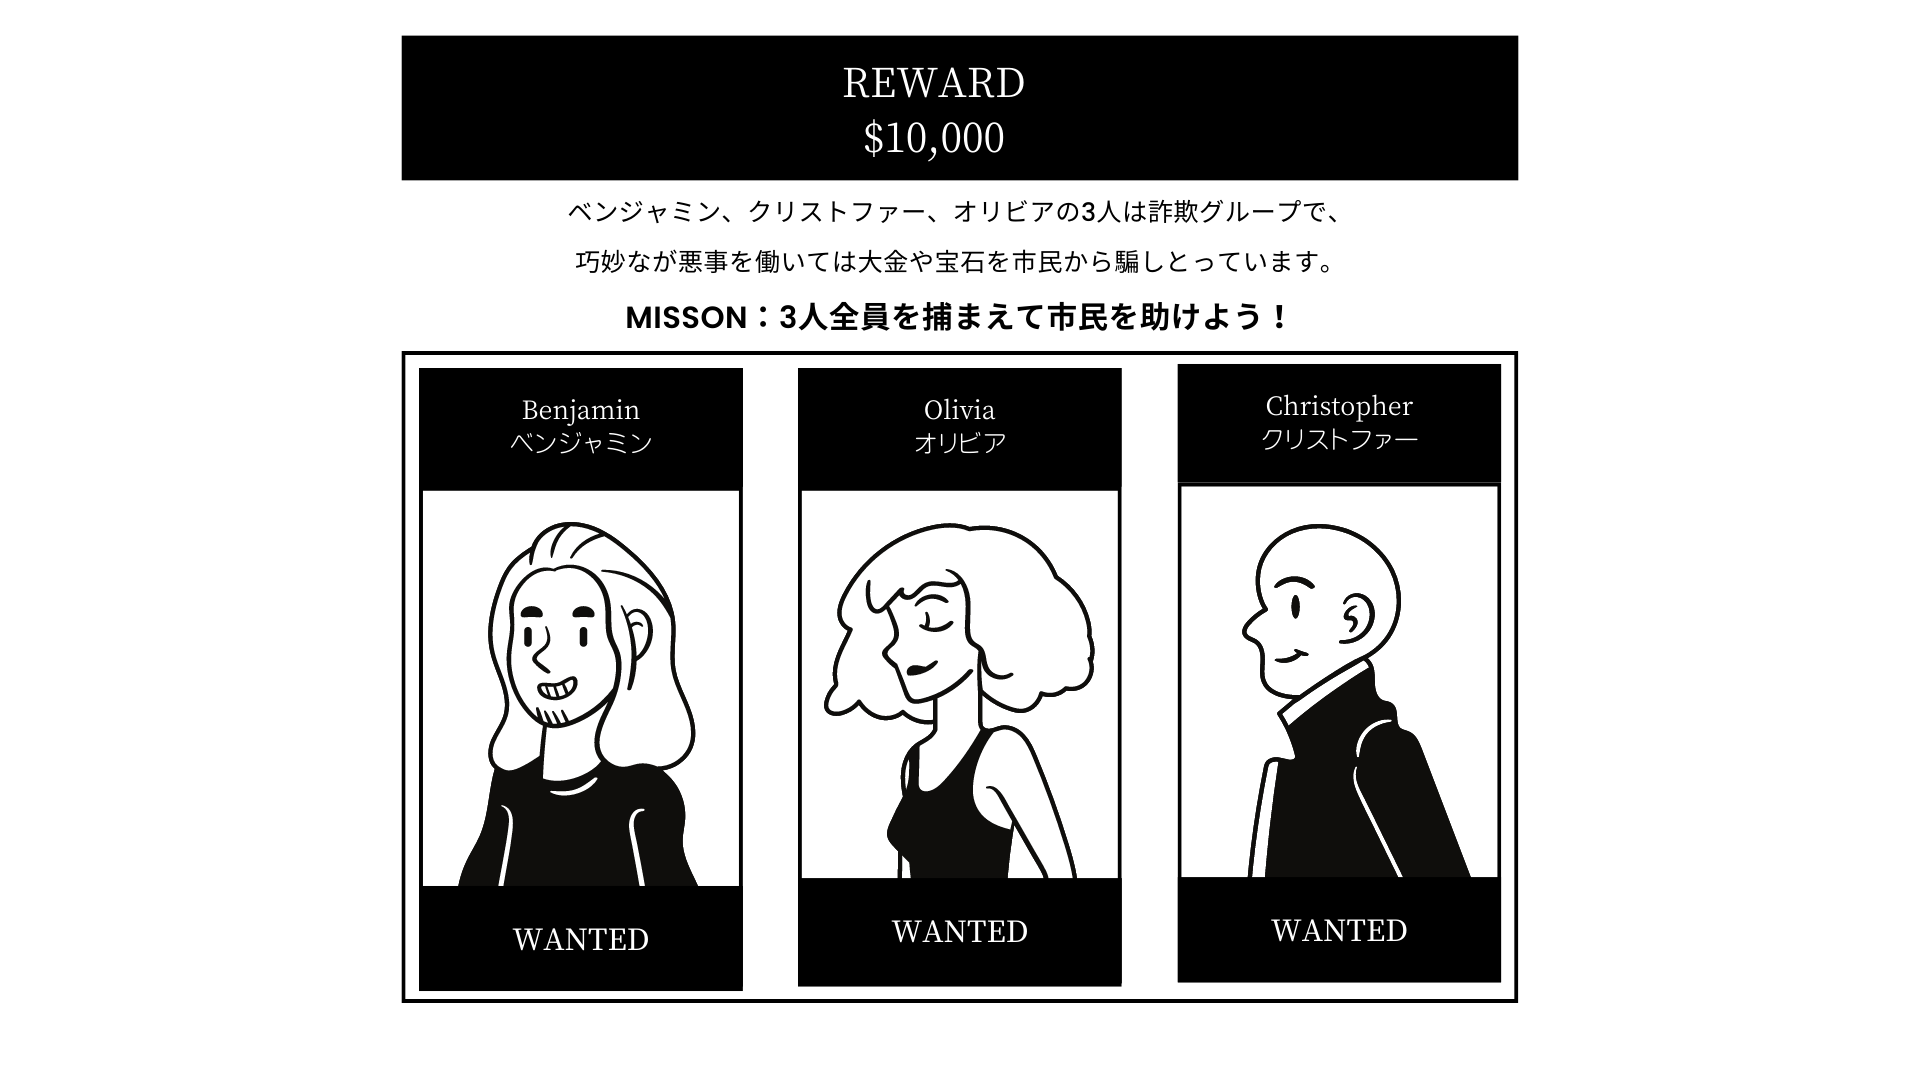 REWARD
$10,000
ベンジャミン、クリストファー、オリビアの3人は詐欺グループで、
巧妙なが悪事を働いては大金や宝石を市民から騙しとっています。
MISSON：3人全員を捕まえて市民を助けよう！
Benjamin
ベンジャミン
WANTED
Olivia
オリビア
WANTED
Christopher
クリストファー
WANTED